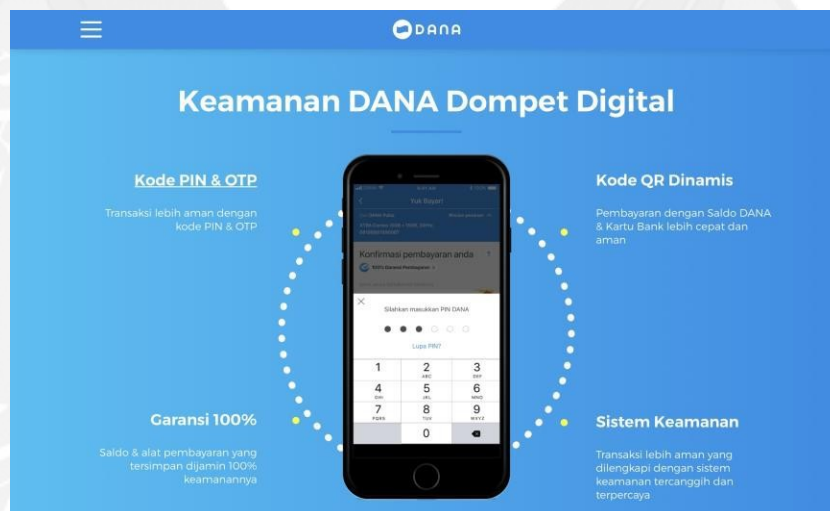 DANA
Keamanan DANA Dompet Digital
Kode PIN & OTP
Transaksi lebih aman dengan
kode PIN & OTP
Garansi 100%
Saldo & alat pembayaran yang
tersimpan dijamin 100%
keamanannya
Yuk Bayar!
Konfirmasi pembayaran anda
?
100%
Silahkan masukkan PIN DANA
Lupa PIN?
1
2
ABC
3
DEF
4
GHI
5
JKL
6
MNO
7
PQRS
8
TUV
9
WXYZ
0
Kode QR Dinamis
Pembayaran dengan Saldo DANA
& Kartu Bank lebih cepat dan
aman
Sistem Keamanan
Transaksi lebih aman yang
dilengkapi dengan sistem
keamanan tercanggih dan
terpercaya